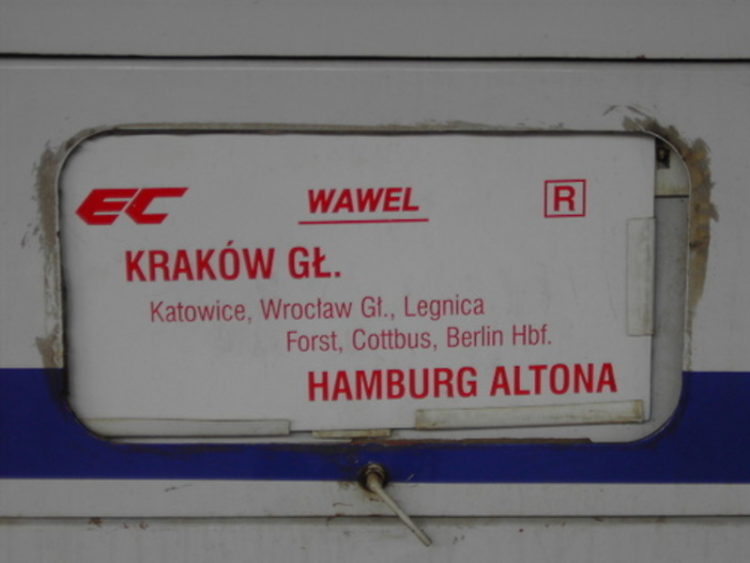 EC WAWEL R
KRAKÓW GŁ.
Katowice, Wrocław Gł., Legnica
Forst, Cottbus, Berlin Hbf.
HAMBURG ALTONA